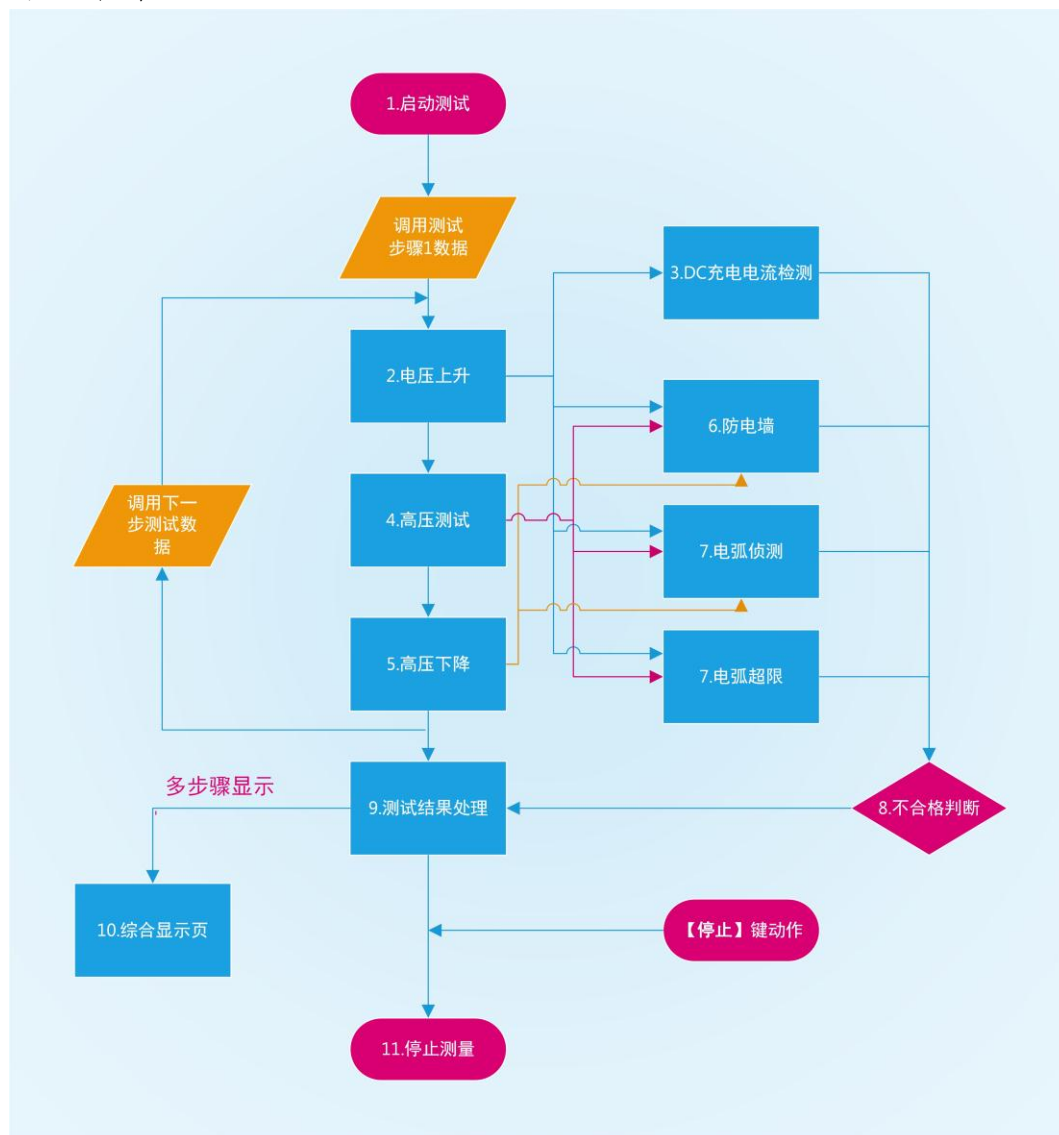 1.启动测试
调用测试
步骤1数据
3.DC充电电流检测
2.电压上升
6.防电墙
调用下一
步测试数
据
4.高压测试
7.电弧侦测
5.高压下降
7.电弧超限
多步骤显示
9.测试结果处理
8.不合格判断
10.综合显示页
【停止】键动作
11.停止测量